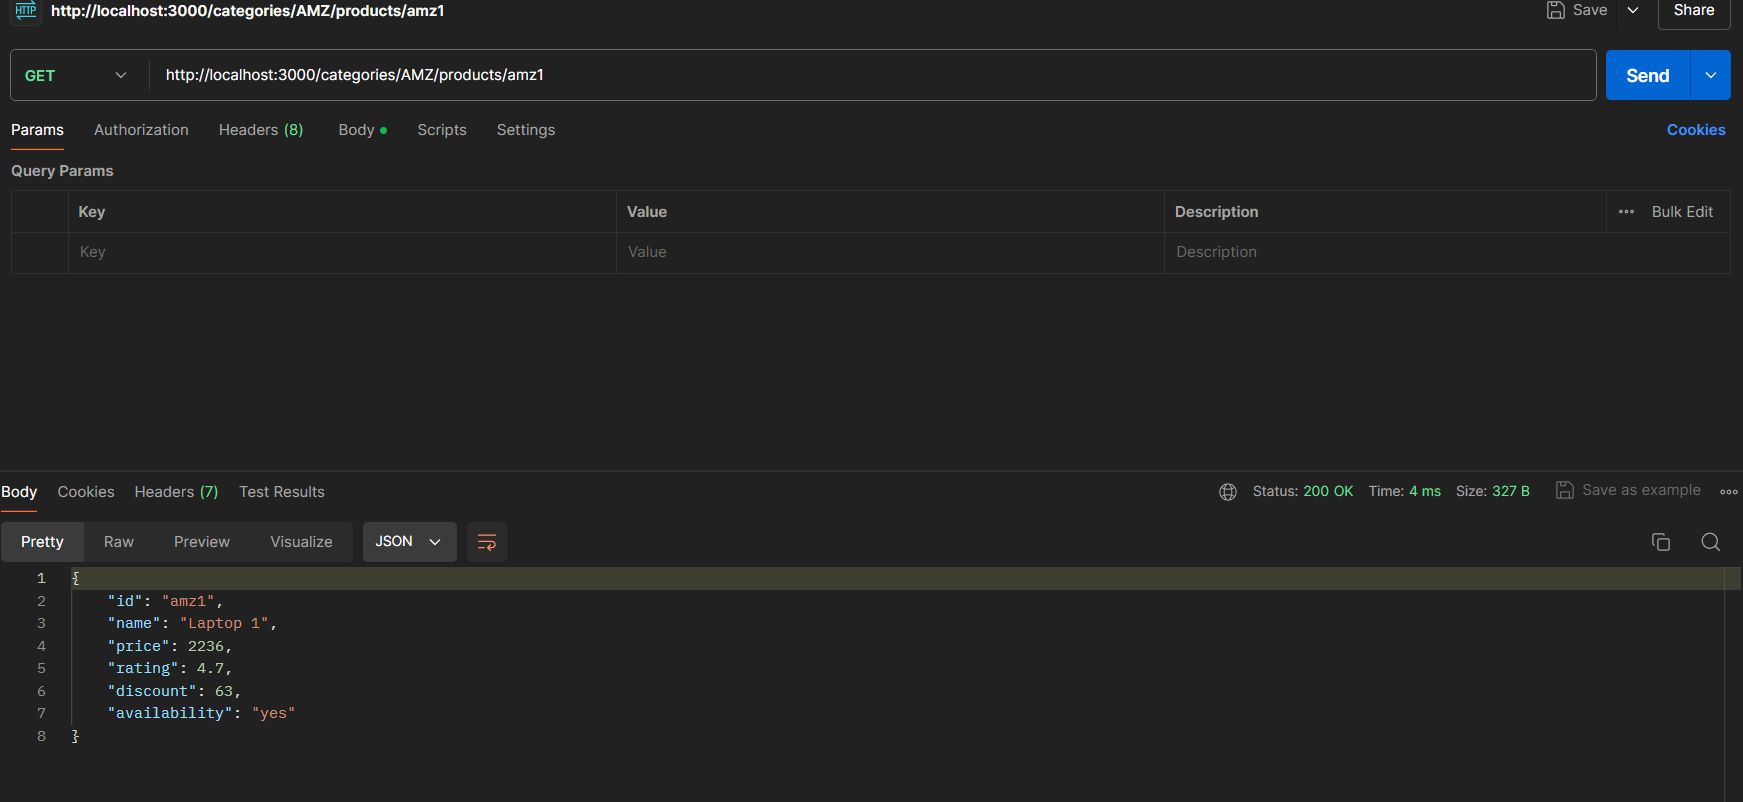 HTTP http://localhost:3000/categories/AMZ/products/amz1 Save Share
GET http://localhost:3000/categories/AMZ/products/amz1 Send
Params Authorization Headers (8) Body Scripts Settings Cookies
Query Params
Key Value Description Bulk Edit
Key Value Description
Body Cookies Headers (7) Test Results Status: 200 OK Time: 4 ms Size: 327 B Save as example
Pretty Raw Preview Visualize JSON
1 {
2 "id": "amz1",
3 "name": "Laptop 1",
4 "price": 2236,
5 "rating": 4.7,
6 "discount": 63,
7 "availability": "yes"
8 }